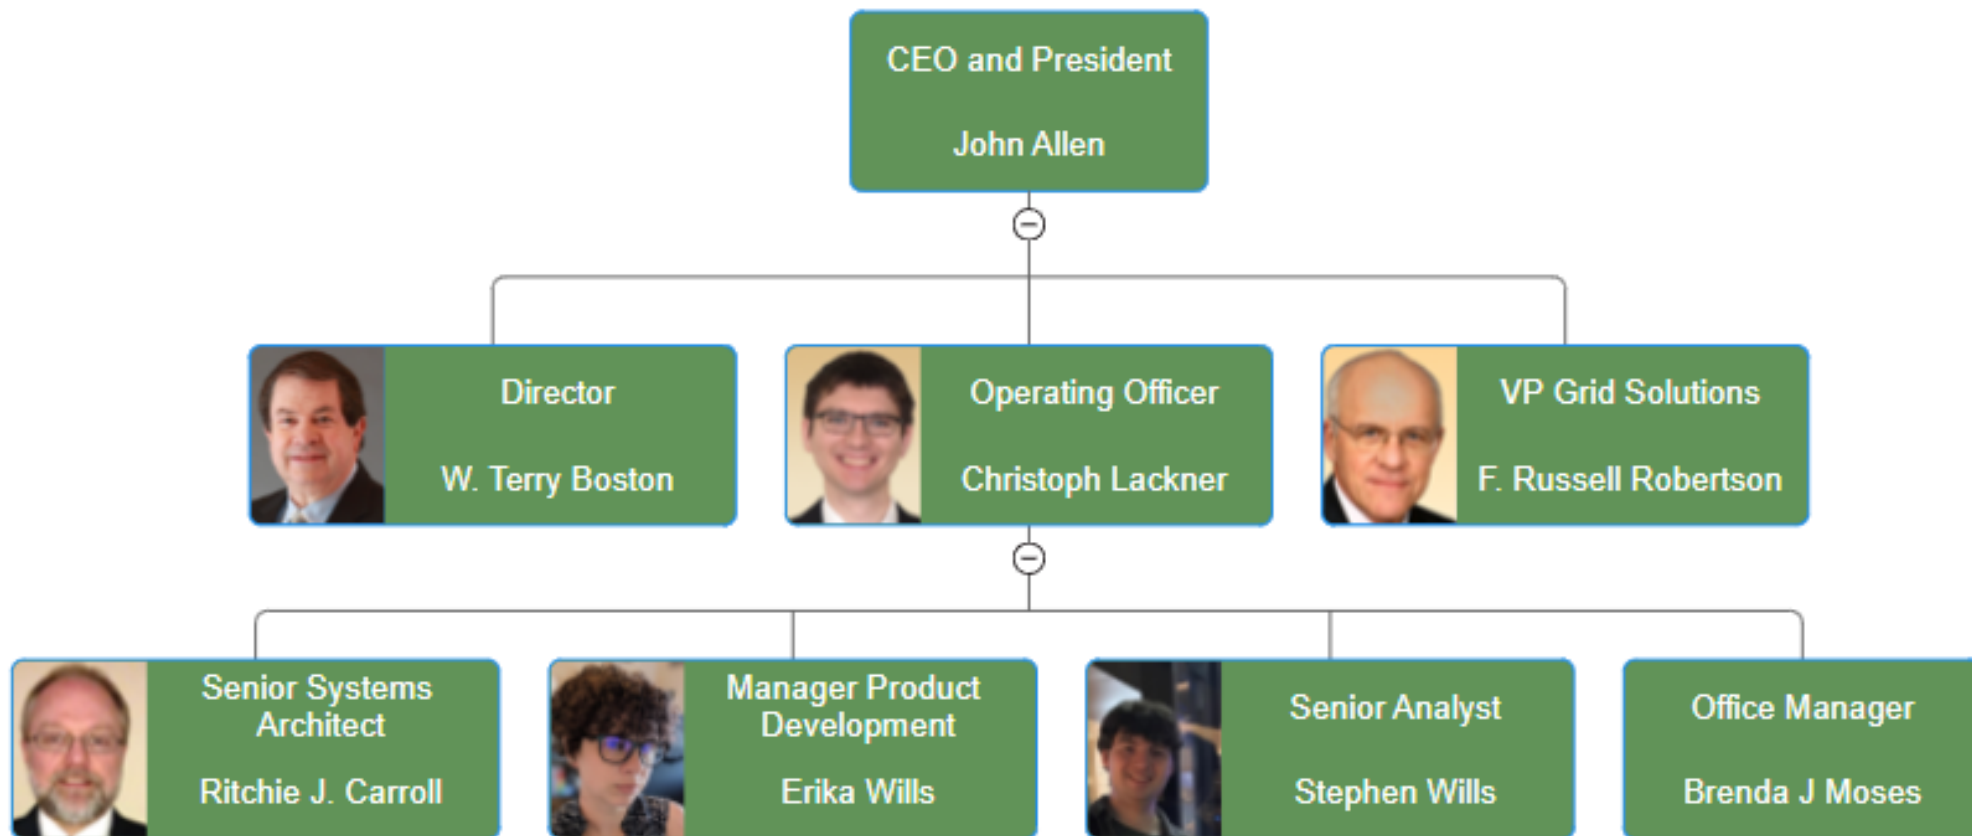 CEO and President
John Allen
Director
W. Terry Boston
Operating Officer
Christoph Lackner
VP Grid Solutions
F. Russell Robertson
Senior Systems
Architect
Ritchie J. Carroll
Manager Product
Development
Erika Wills
Senior Analyst
Stephen Wills
Office Manager
Brenda J Moses